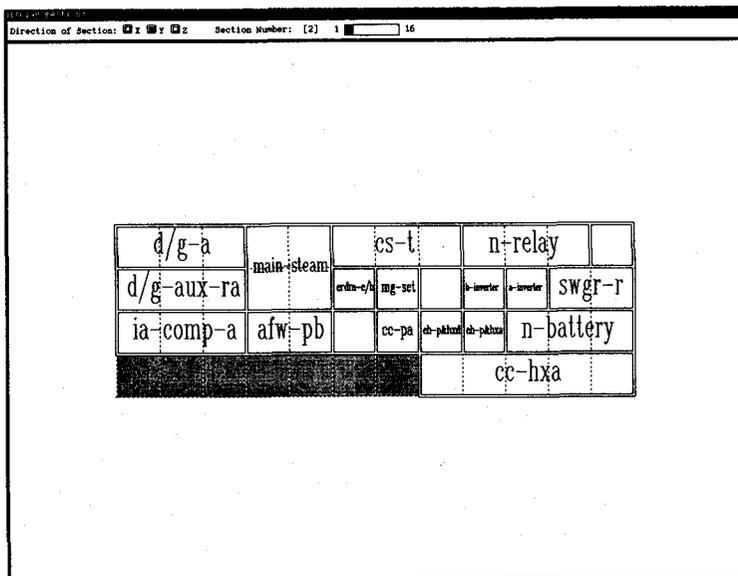 Direction of Section: X Y Z Section Number: [2] 1 16
d/g-a cs-t n-relay
main-steam
d/g-aux-ra mg-set b-inverter a-inverter swgr-r
ia-comp-a afw-pb cc-pa n-battery
cc-hxa